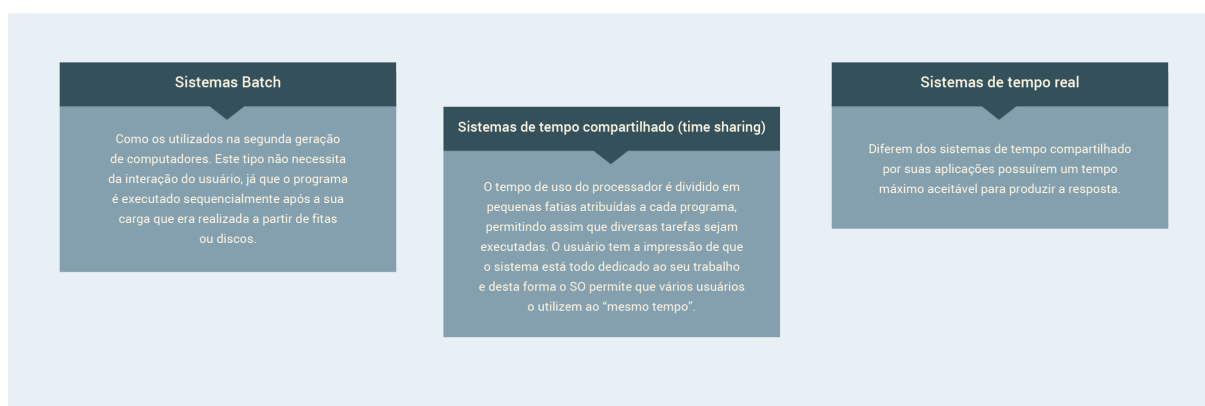 Sistemas Batch
Como os utilizados na segunda geração
de computadores. Este tipo não necessita
da interação do usuário, já que o programa
é executado sequencialmente após a sua
carga que era realizada a partir de fitas
ou discos.
Sistemas de tempo compartilhado (time sharing)
O tempo de uso do processador é dividido em
pequenas fatias atribuídas a cada programa,
permitindo assim que diversas tarefas sejam
executadas. O usuário tem a impressão de que
o sistema está todo dedicado ao seu trabalho
e desta forma o SO permite que vários usuários
o utilizem ao “mesmo tempo”.
Sistemas de tempo real
Diferem dos sistemas de tempo compartilhado
por suas aplicações possuírem um tempo
máximo aceitável para produzir a resposta.